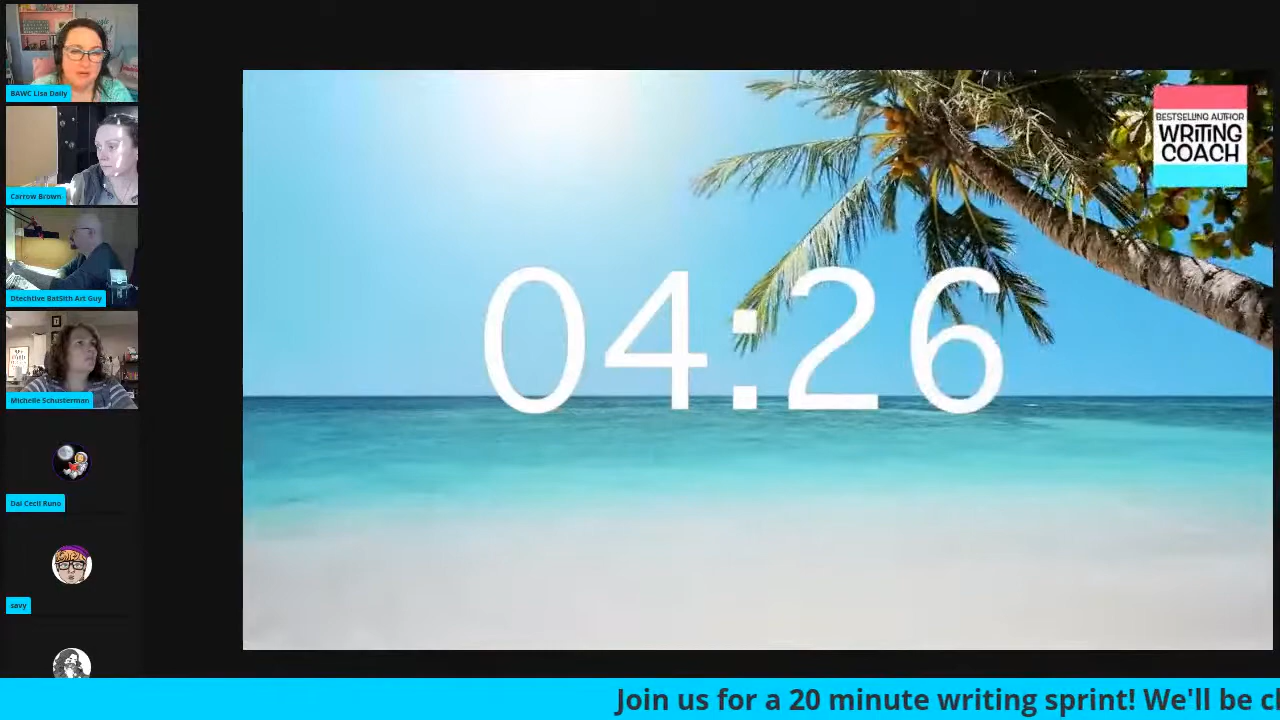 BAWC Lisa Daily
Carrow Brown
Dtechtive BatSith Art Guy
Michelle Schusterman
Dai Cecil Runo
savy
BESTSELLING AUTHOR
WRITING
COACH
04:26
Join us for a 20 minute writing sprint! We'll be c